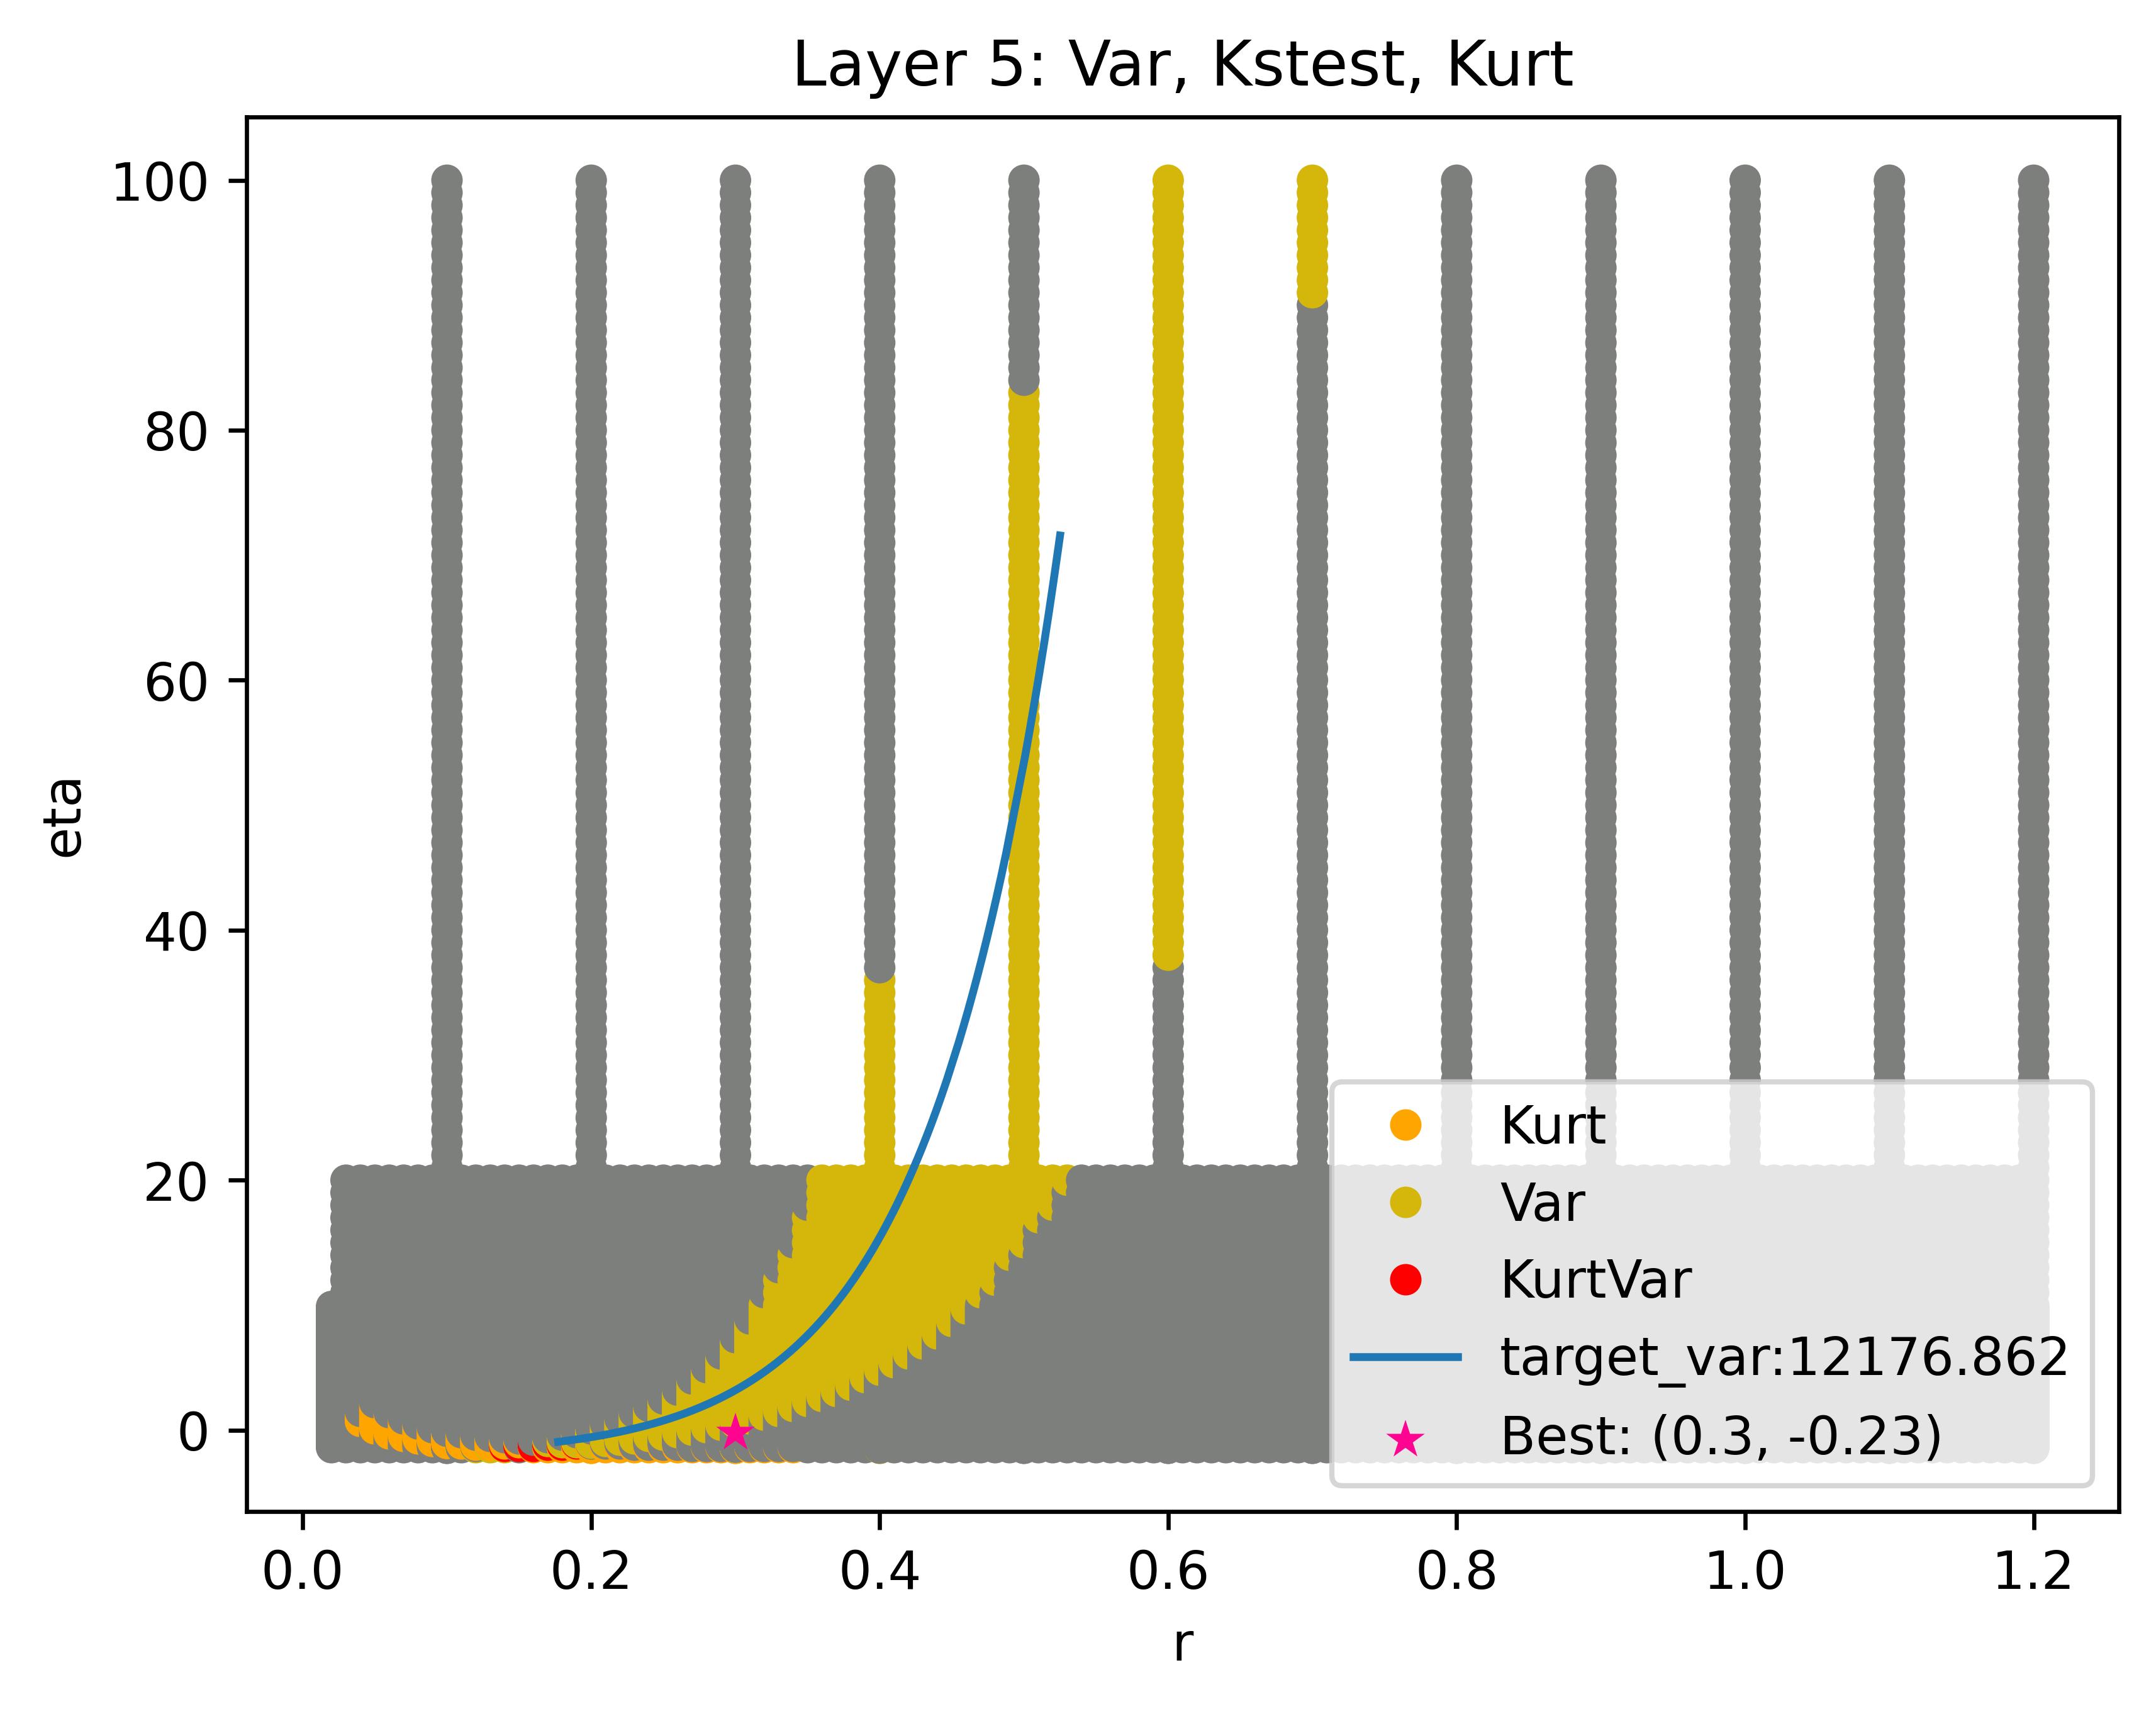 Layer 5: Var, Kstest, Kurt
100
80
60
40
20
0
eta
Kurt
Var
KurtVar
target_var:12176.862
Best: (0.3, -0.23)
0.0 0.2 0.4 0.6 0.8 1.0 1.2
r